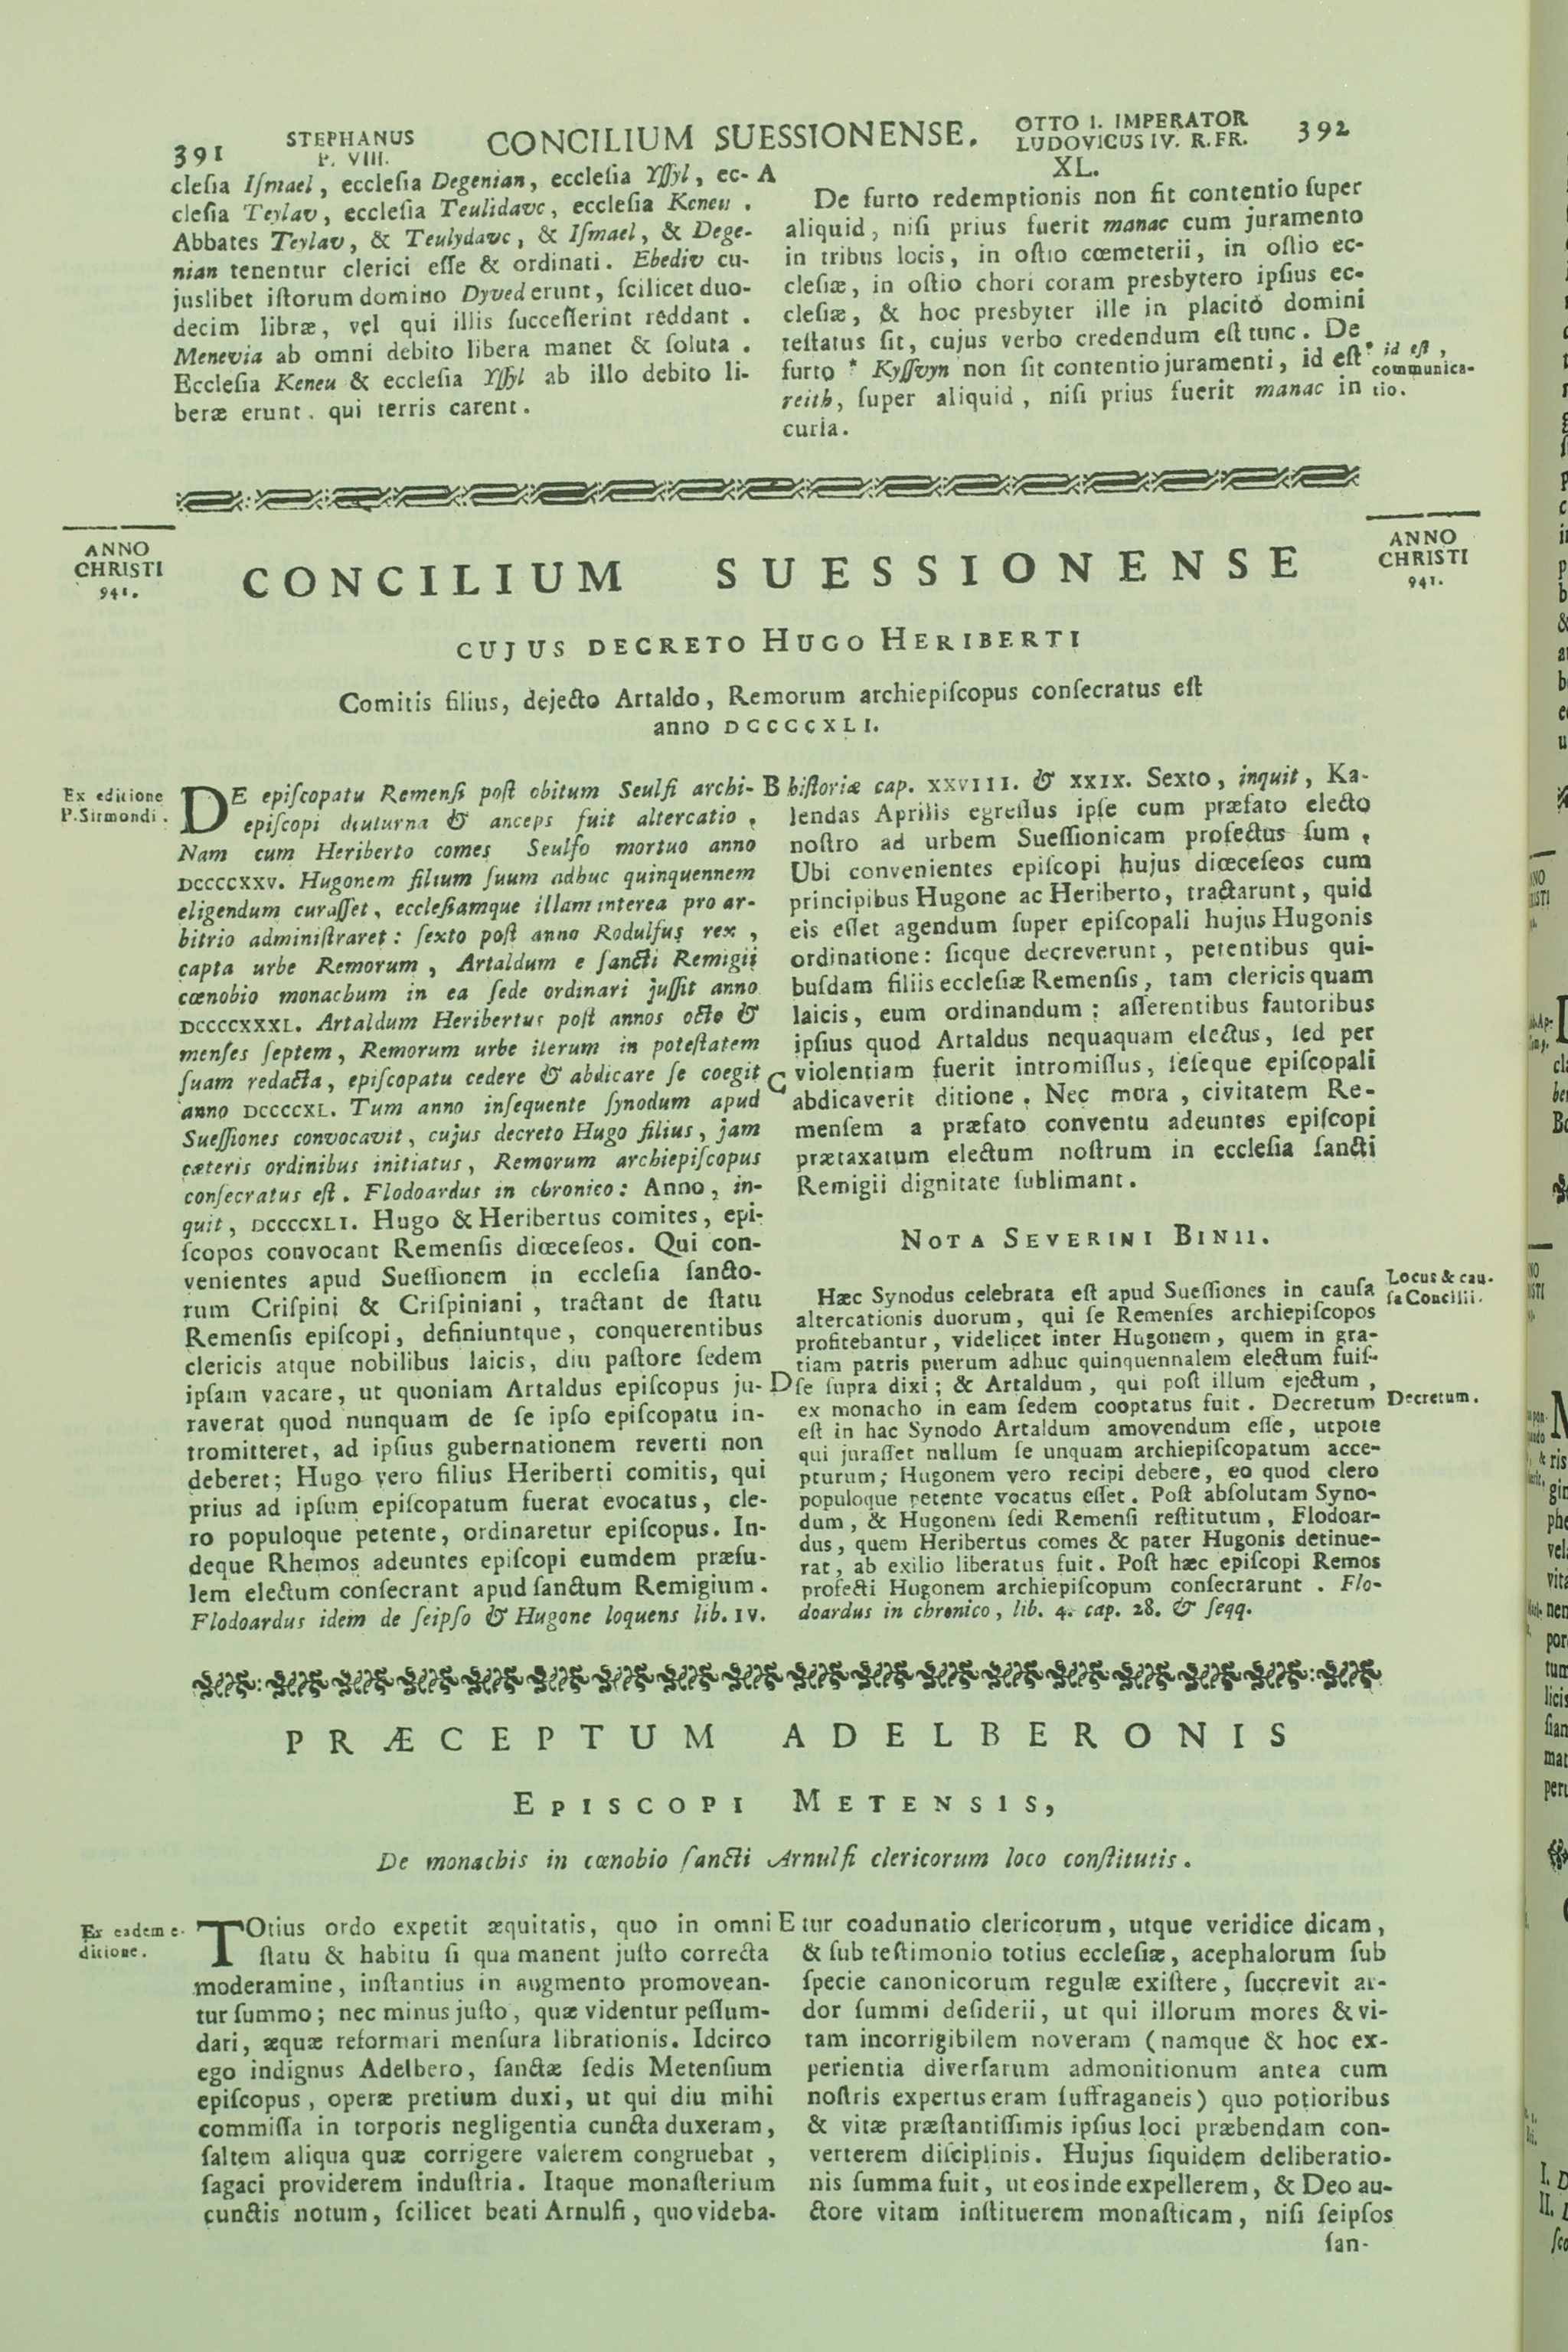 391
STEPHANUS
P. VIII.
CONCILIUM SUESSIONENSE.
OTTO I. IMPERATOR
LUDOVICUS IV. R. FR.
392
clesia Ismael, ecclesia Degenian, ecclesia Yssyl, ec-
clesia Teylav, ecclesia Teulidavc, ecclesia Keneu.
Abbates Teylav, & Teulydavc, & Ismael, & Dege-
nian tenentur clerici esse & ordinati. Ebediv cu-
juslibet istorum domino Dyved erunt, scilicet duo-
decim libræ, vel qui illis successerint reddant.
Menevia ab omni debito libera manet & soluta.
Ecclesia Keneu & ecclesia Yssyl ab illo debito li-
beræ erunt, qui terris carent.
A
XL.
De furto redemptionis non fit contentio super
aliquid, nisi prius fuerit manac cum juramento
in tribus locis, in ostio cœmeterii, in ostio ec-
clesiæ, in ostio chori coram presbytero ipsius ec-
clesiæ, & hoc presbyter ille in placitó domini
testatus sit, cujus verbo credendum est tunc. De
furto * Kyssvyn non sit contentio juramenti, id est
reith, super aliquid, nisi prius fuerit manac in
curia.
* id est,
communica-
tio.
ANNO
CHRISTI
941.
CONCILIUM SUESSIONENSE
ANNO
CHRISTI
941.
CUJUS DECRETO HUGO HERIBERTI
Comitis filius, dejecto Artaldo, Remorum archiepiscopus consecratus est
anno DCCCCXLI.
Ex editione
P. Sirmondi.
DE episcopatu Remensi post obitum Seulfi archi-
episcopi diuturna & anceps fuit altercatio.
Nam cum Heriberto comes Seulfo mortuo anno
DCCCCXXV. Hugonem filium suum adhuc quinquennem
eligendum curasset, ecclesiamque illam interea pro ar-
bitrio administraret: sexto post anno Rodulfus rex,
capta urbe Remorum, Artaldum e sancti Remigii
cœnobio monachum in ea sede ordinari jussit anno
DCCCCXXXI. Artaldum Heribertus post annos octo &
menses septem, Remorum urbe iterum in potestatem
suam redacta, episcopatu cedere & abdicare se coegit
anno DCCCCXL. Tum anno insequente synodum apud
Suessiones convocavit, cujus decreto Hugo filius, jam
cæteris ordinibus initiatus, Remorum archiepiscopus
consecratus est. Flodoardus in chronico: Anno, in-
quit, DCCCCXLI. Hugo & Heribertus comites, epi-
scopos convocant Remensis diœceseos. Qui con-
venientes apud Suessionem in ecclesia sancto-
rum Crispini & Crispiniani, tractant de statu
Remensis episcopi, definiuntque, conquerentibus
clericis atque nobilibus laicis, diu pastore sedem
ipsam vacare, ut quoniam Artaldus episcopus ju-
raverat quod nunquam de se ipso episcopatu in-
tromitteret, ad ipsius gubernationem reverti non
deberet; Hugo vero filius Heriberti comitis, qui
prius ad ipsum episcopatum fuerat evocatus, cle-
ro populoque petente, ordinaretur episcopus. In-
deque Rhemos adeuntes episcopi eumdem præsu-
lem electum consecrant apud sanctum Remigium.
Flodoardus idem de seipso & Hugone loquens lib. IV.
B
C
D
historiæ cap. XXVIII. & XXIX. Sexto, inquit, Ka-
lendas Aprilis egressus ipse cum præfato electo
nostro ad urbem Suessionicam profectus sum,
Ubi convenientes episcopi hujus diœceseos cum
principibus Hugone ac Heriberto, tractarunt, quid
eis esset agendum super episcopali hujus Hugonis
ordinatione: sicque decreverunt, petentibus qui-
busdam filiis ecclesiæ Remensis, tam clericis quam
laicis, eum ordinandum; asserentibus fautoribus
ipsius quod Artaldus nequaquam electus, sed per
violentiam fuerit intromissus, seseque episcopali
abdicaverit ditione. Nec mora, civitatem Re-
mensem a præfato conventu adeuntes episcopi
prætaxatum electum nostrum in ecclesia sancti
Remigii dignitate sublimant.
NOTA SEVERINI BINII.
Hæc Synodus celebrata est apud Suessiones in causa
altercationis duorum, qui se Remenses archiepiscopos
profitebantur, videlicet inter Hugonem, quem in gra-
tiam patris puerum adhuc quinquennalem electum fuis-
se supra dixi; & Artaldum, qui post illum ejectum,
ex monacho in eam sedem cooptatus fuit. Decretum
est in hac Synodo Artaldum amovendum esse, utpote
qui jurasset nullum se unquam archiepiscopatum acce-
pturum; Hugonem vero recipi debere, eo quod clero
populoque petente vocatus esset. Post absolutam Syno-
dum, & Hugonem sedi Remensi restitutum, Flodoar-
dus, quem Heribertus comes & pater Hugonis detinue-
rat, ab exilio liberatus fuit. Post hæc episcopi Remos
profecti Hugonem archiepiscopum consecrarunt. Flo-
doardus in chronico, lib. 4. cap. 28. & seqq.
Locus & cau-
sa Concilii.
Decretum.
PRÆCEPTUM ADELBERONIS
EPISCOPI METENSIS,
De monachis in cœnobio sancti Arnulfi clericorum loco constitutis.
Ex eadem e-
ditione.
TOtius ordo expetit æquitatis, quo in omni
statu & habitu si qua manent justo correcta
moderamine, instantius in augmento promovean-
tur summo; nec minus justo, quæ videntur pessum-
dari, æquæ reformari mensura librationis. Idcirco
ego indignus Adelbero, sanctæ sedis Metensium
episcopus, operæ pretium duxi, ut qui diu mihi
commissa in torporis negligentia cuncta duxeram,
saltem aliqua quæ corrigere valerem congruebat,
sagaci providerem industria. Itaque monasterium
cunctis notum, scilicet beati Arnulfi, quo videba-
E
tur coadunatio clericorum, utque veridice dicam,
& sub testimonio totius ecclesiæ, acephalorum sub
specie canonicorum regulæ existere, succrevit ar-
dor summi desiderii, ut qui illorum mores & vi-
tam incorrigibilem noveram (namque & hoc ex-
perientia diversarum admonitionum antea cum
nostris expertus eram suffraganeis) quo potioribus
& vitæ præstantissimis ipsius loci præbendam con-
verterem disciplinis. Hujus siquidem deliberatio-
nis summa fuit, ut eos inde expellerem, & Deo au-
ctore vitam instituerem monasticam, nisi seipsos
san-